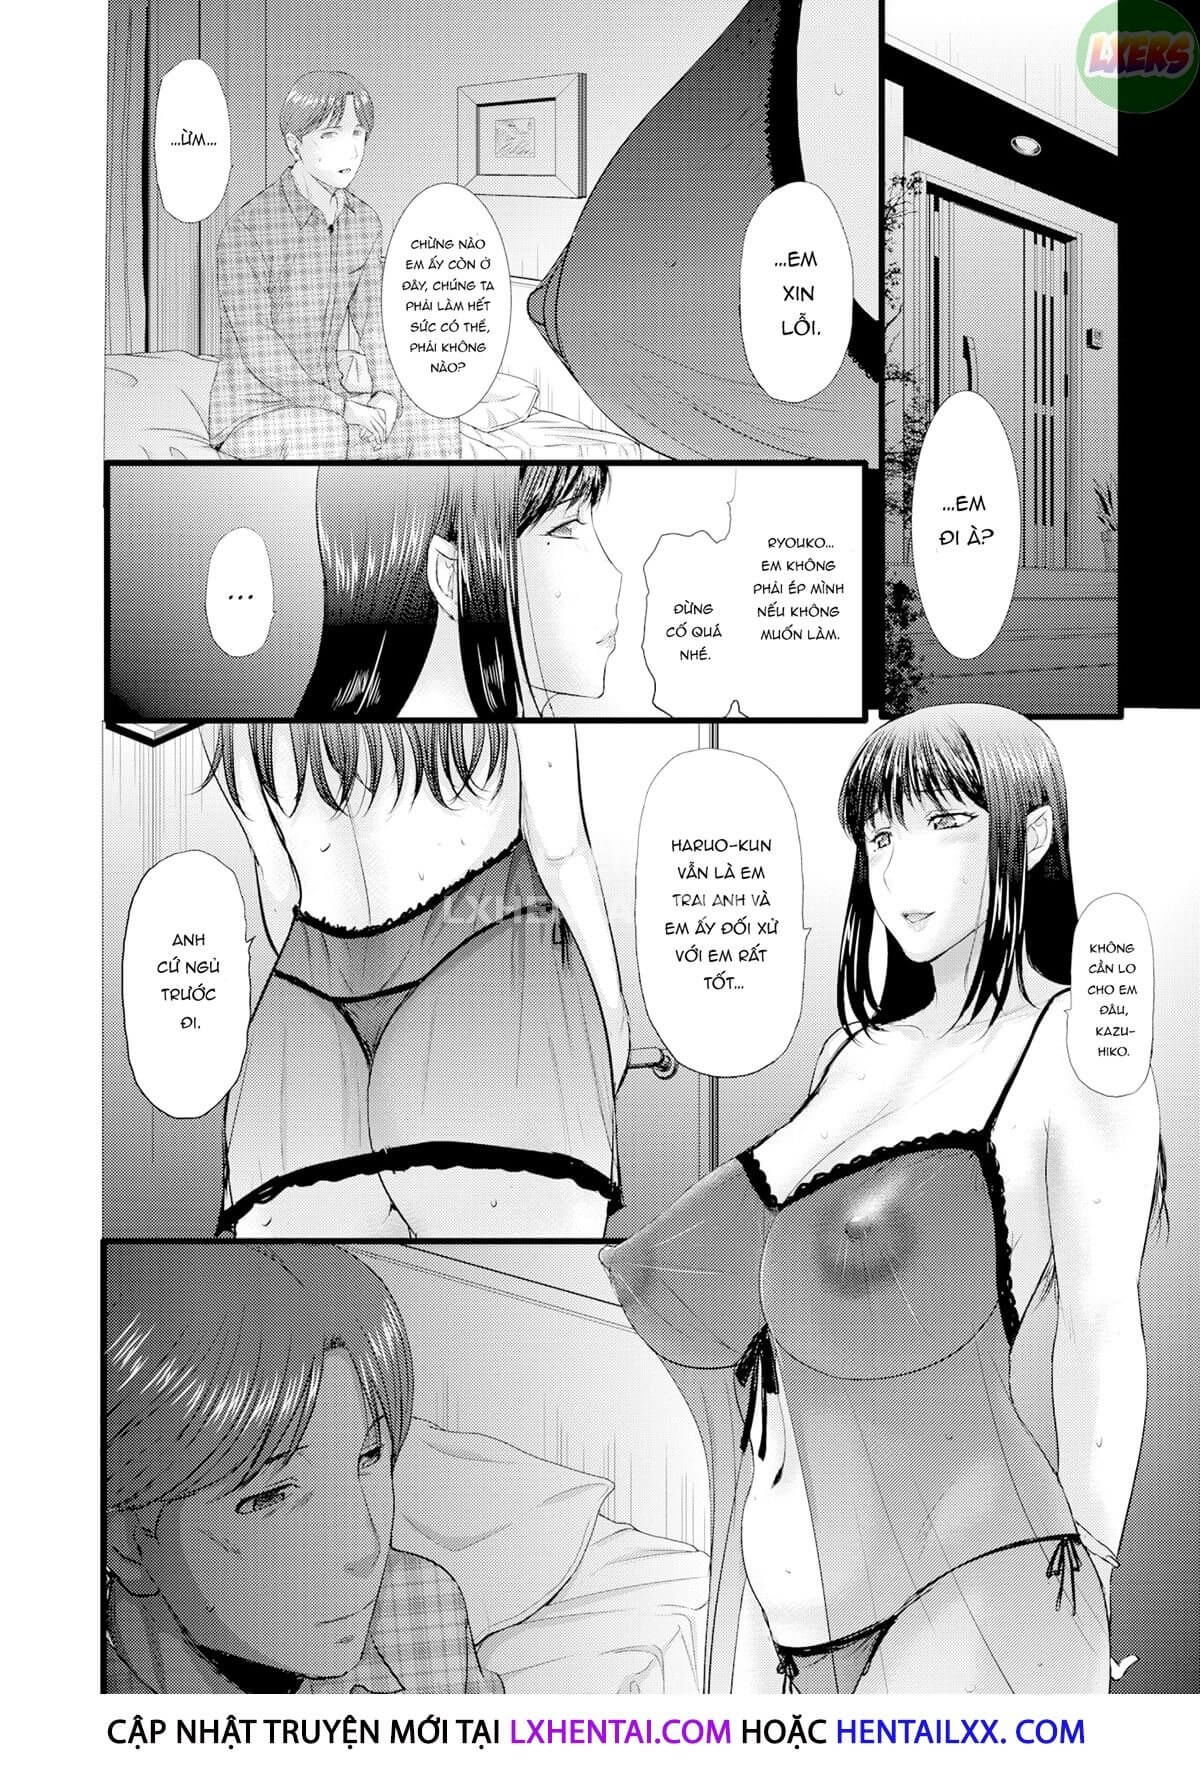 LXERS
...EM
ĐI À?
...EM
XIN
LỖI.
CHỪNG NÀO
EM ẤY CÒN Ở
ĐÂY, CHÚNG TA
PHẢI LÀM HẾT
SỨC CÓ THỂ,
PHẢI KHÔNG
NÀO?
...ỪM...
RYOUKO...
EM KHÔNG
PHẢI ÉP MÌNH
NẾU KHÔNG
MUỐN LÀM.
ĐỪNG
CỐ QUÁ
NHÉ.
...
KHÔNG
CẦN LO
CHO EM
ĐÂU,
KAZU-
HIKO.
HARUO-KUN
VẪN LÀ EM
TRAI ANH VÀ
EM ẤY ĐỐI XỬ
VỚI EM RẤT
TỐT...
ANH
CỨ NGỦ
TRƯỚC
ĐI.
CẬP NHẬT TRUYỆN MỚI TẠI LXHENTAI.COM HOẶC HENTAILXX. COM